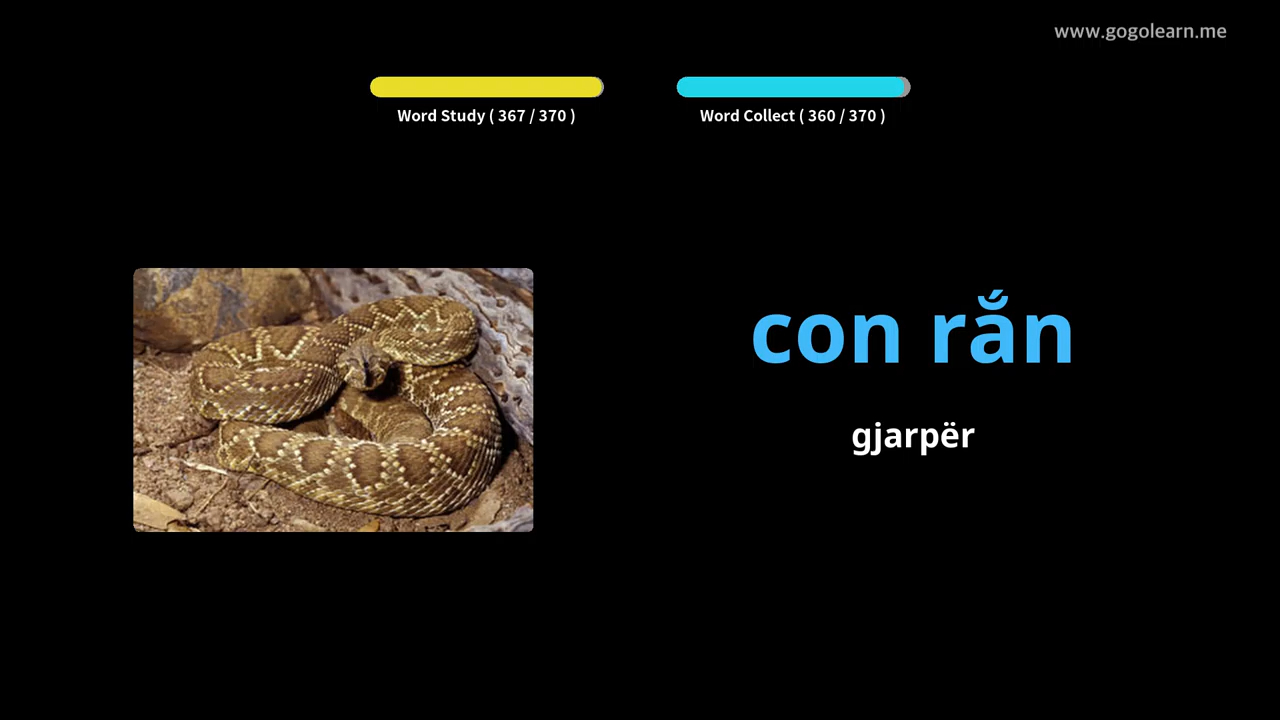 www.gogolearn.me
Word Study ( 367 / 370 )
Word Collect ( 360 / 370 )
con rắn
gjarpër